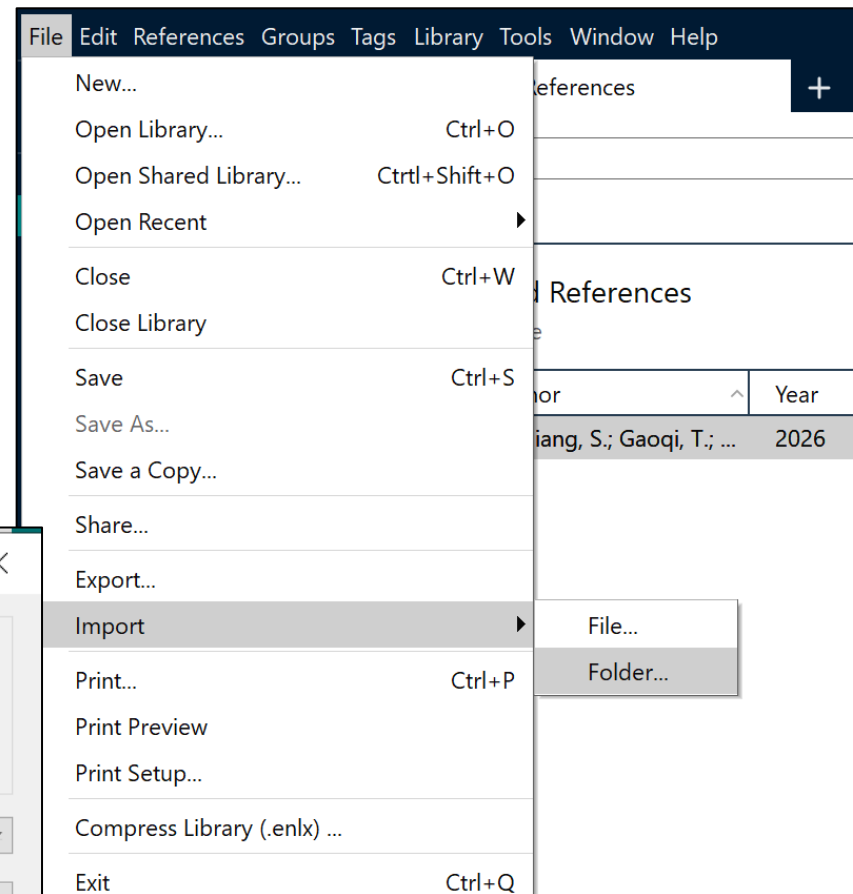 File Edit References Groups Tags Library Tools Window Help
New...
References
+
Open Library... Ctrl+O
Open Shared Library... Ctrtl+Shift+O
Open Recent
Close Ctrl+W
References
Close Library
Save Ctrl+S
Year
Save As...
iang, S.; Gaoqi, T.; ... 2026
Save a Copy...
Share...
Export...
Import
File...
Folder...
Print... Ctrl+P
Print Preview
Print Setup...
Compress Library (.enlx) ...
Exit Ctrl+Q